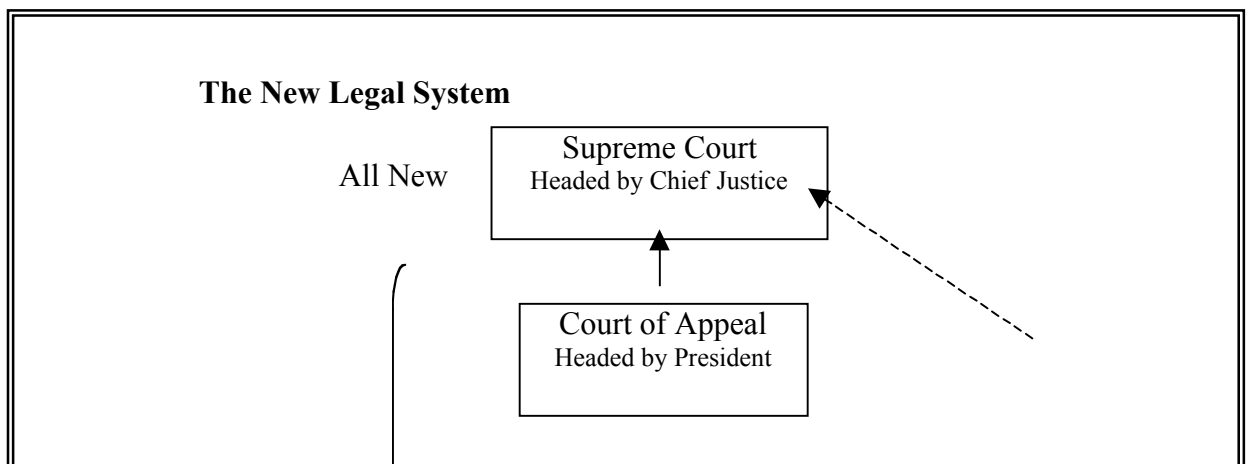 The New Legal System
Supreme Court
All New
Headed by Chief Justice
Court of Appeal
Headed by President